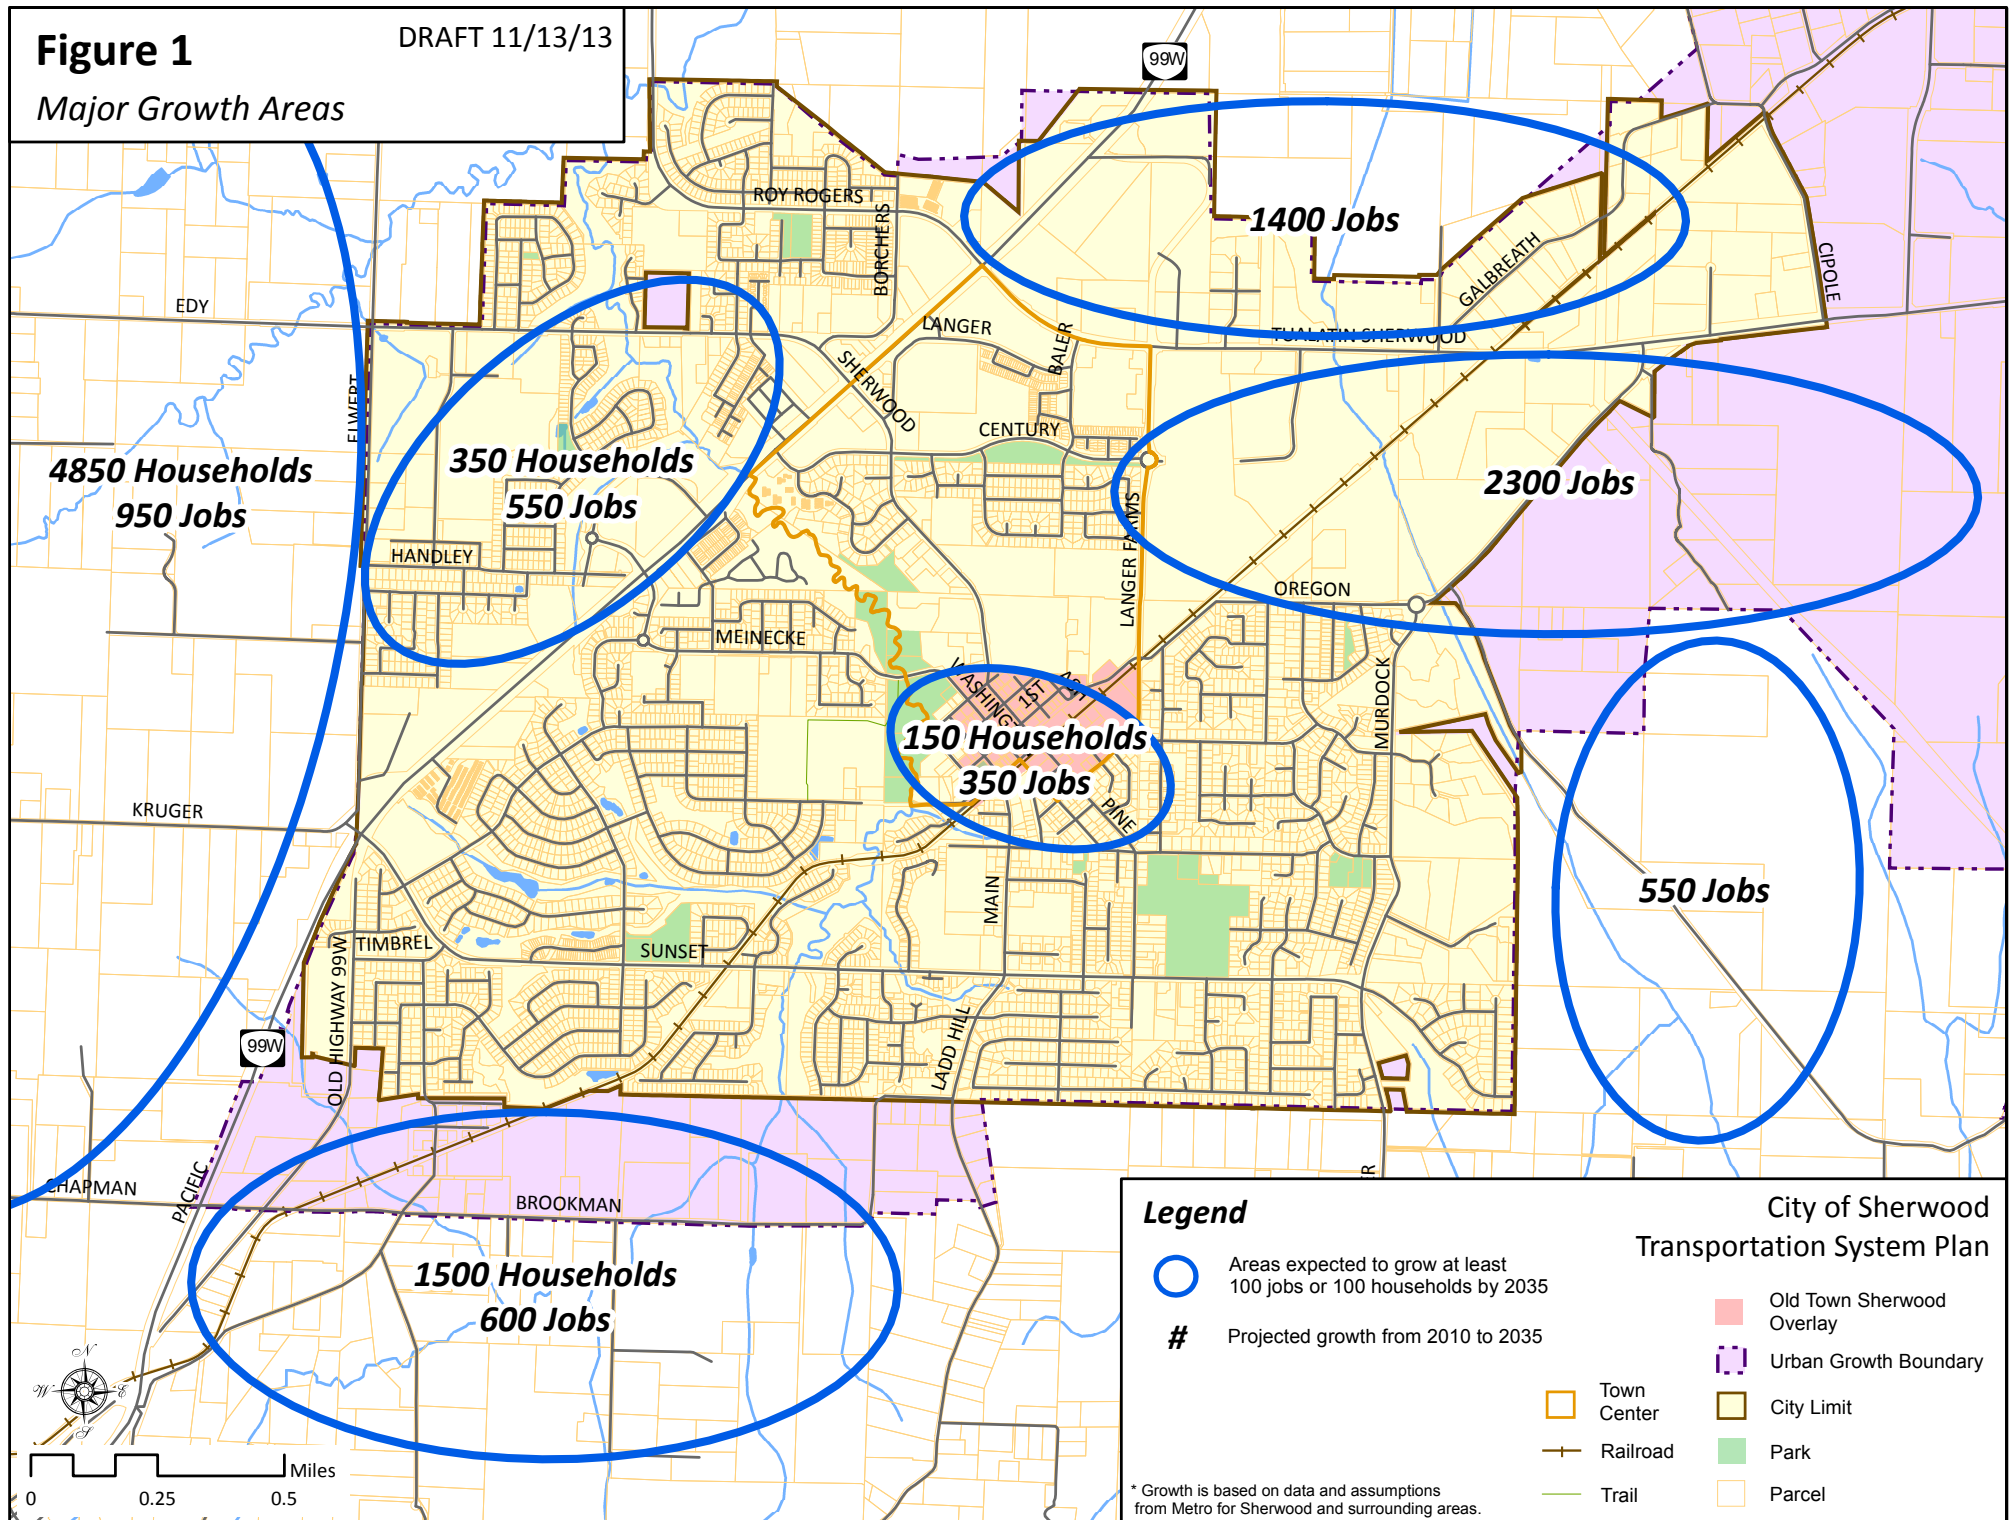 Figure 1
DRAFT 11/13/13
Major Growth Areas
99W
ROY ROGERS
BORCHERS
1400 Jobs
GALBREATH
CIPOLE
EDY
LANGER
BALER
TUALATIN SHERWOOD
SHERWOOD
ELWERT
CENTURY
4850 Households
950 Jobs
350 Households
550 Jobs
2300 Jobs
HANDLEY
LANGER FARMS
OREGON
MEINECKE
MURDOCK
1ST
ASH
150 Households
350 Jobs
PINE
KRUGER
550 Jobs
MAIN
TIMBREL
SUNSET
OLD HIGHWAY 99W
99W
LADD HILL
PACIFIC
CHAPMAN
BROOKMAN
1500 Households
600 Jobs
N
W
E
S
Miles
0 0.25 0.5
Legend
City of Sherwood
Transportation System Plan
Areas expected to grow at least
100 jobs or 100 households by 2035
# Projected growth from 2010 to 2035
Old Town Sherwood
Overlay
Urban Growth Boundary
Town
Center
City Limit
Railroad
Park
Trail
Parcel
* Growth is based on data and assumptions
from Metro for Sherwood and surrounding areas.